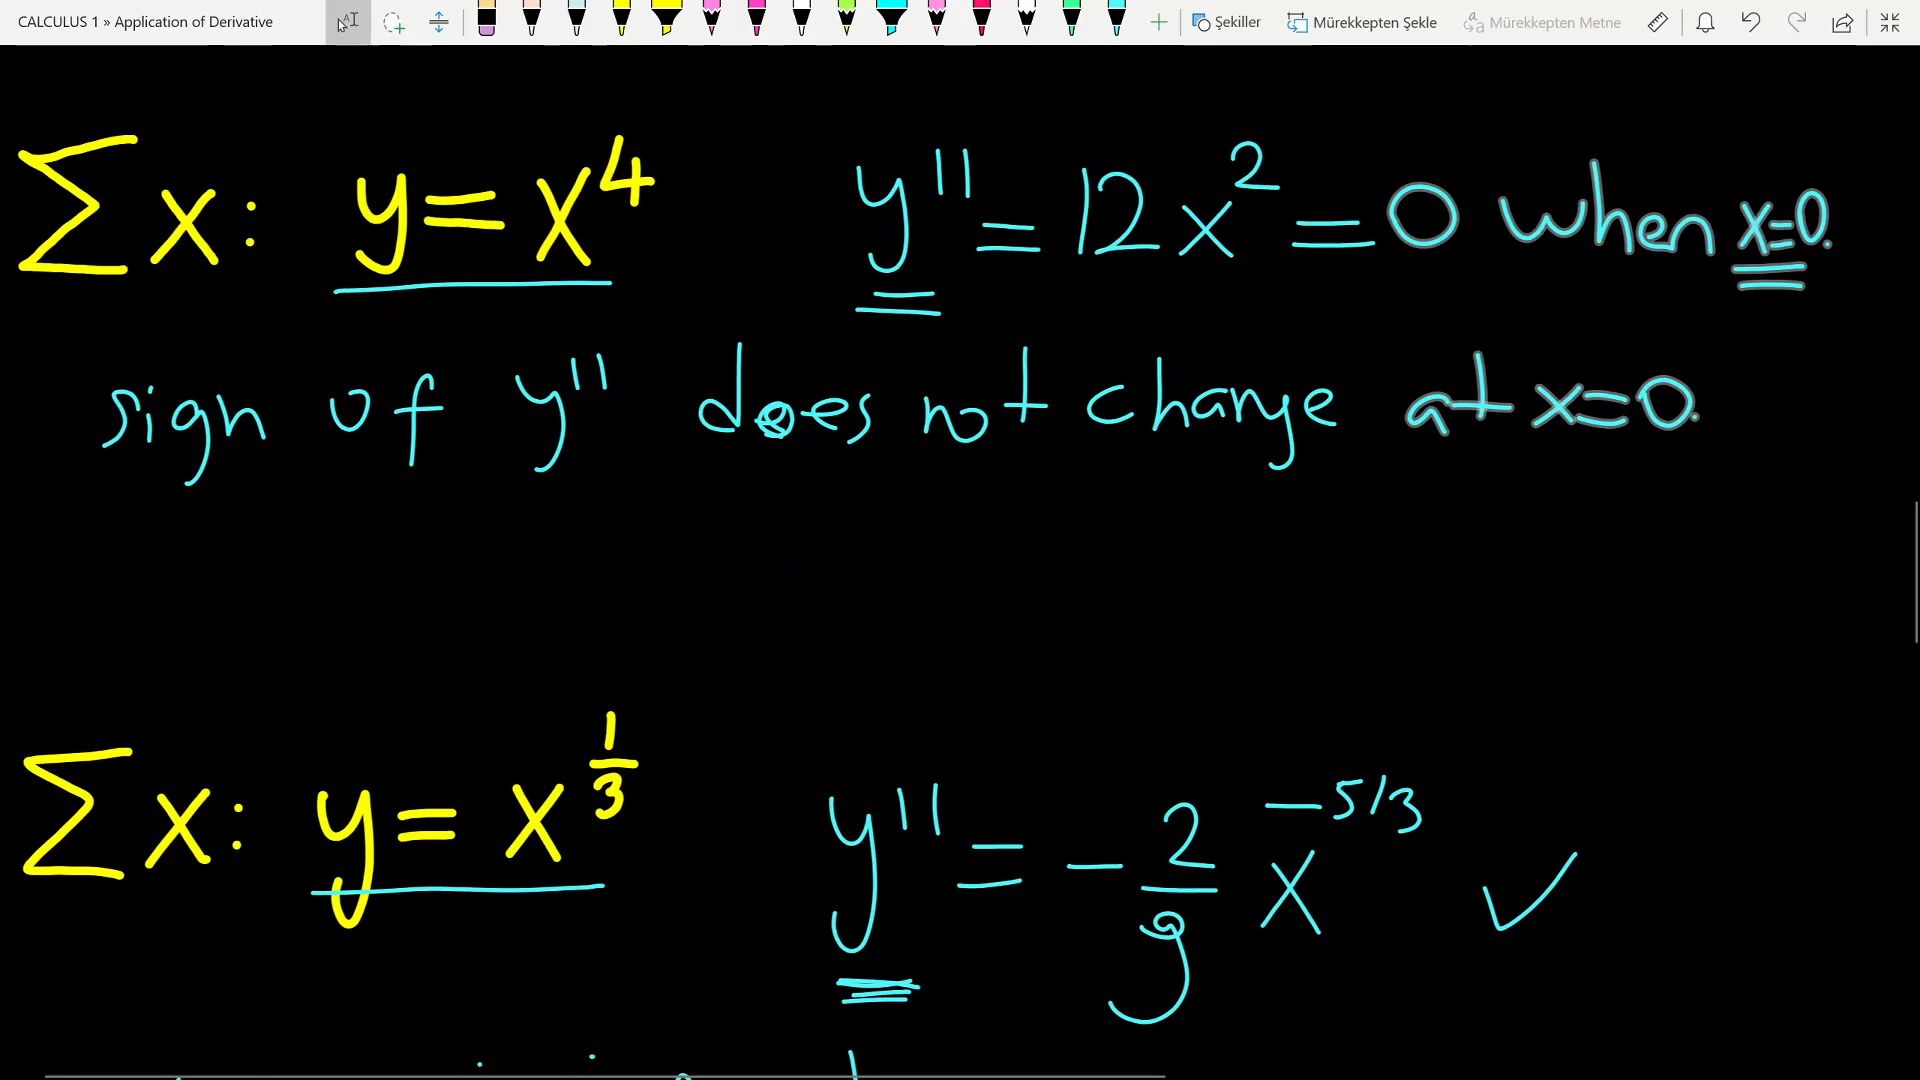 CALCULUS 1 » Application of Derivative
Şekiller
Mürekkepten Şekle
Mürekkepten Metne
Σx: y=x⁴ y''=12x²=0 when x=0.
sign of y'' does not change at x=0.
Σx: y=x^(1/3) y''=-2/9 x^(-5/3) ✓